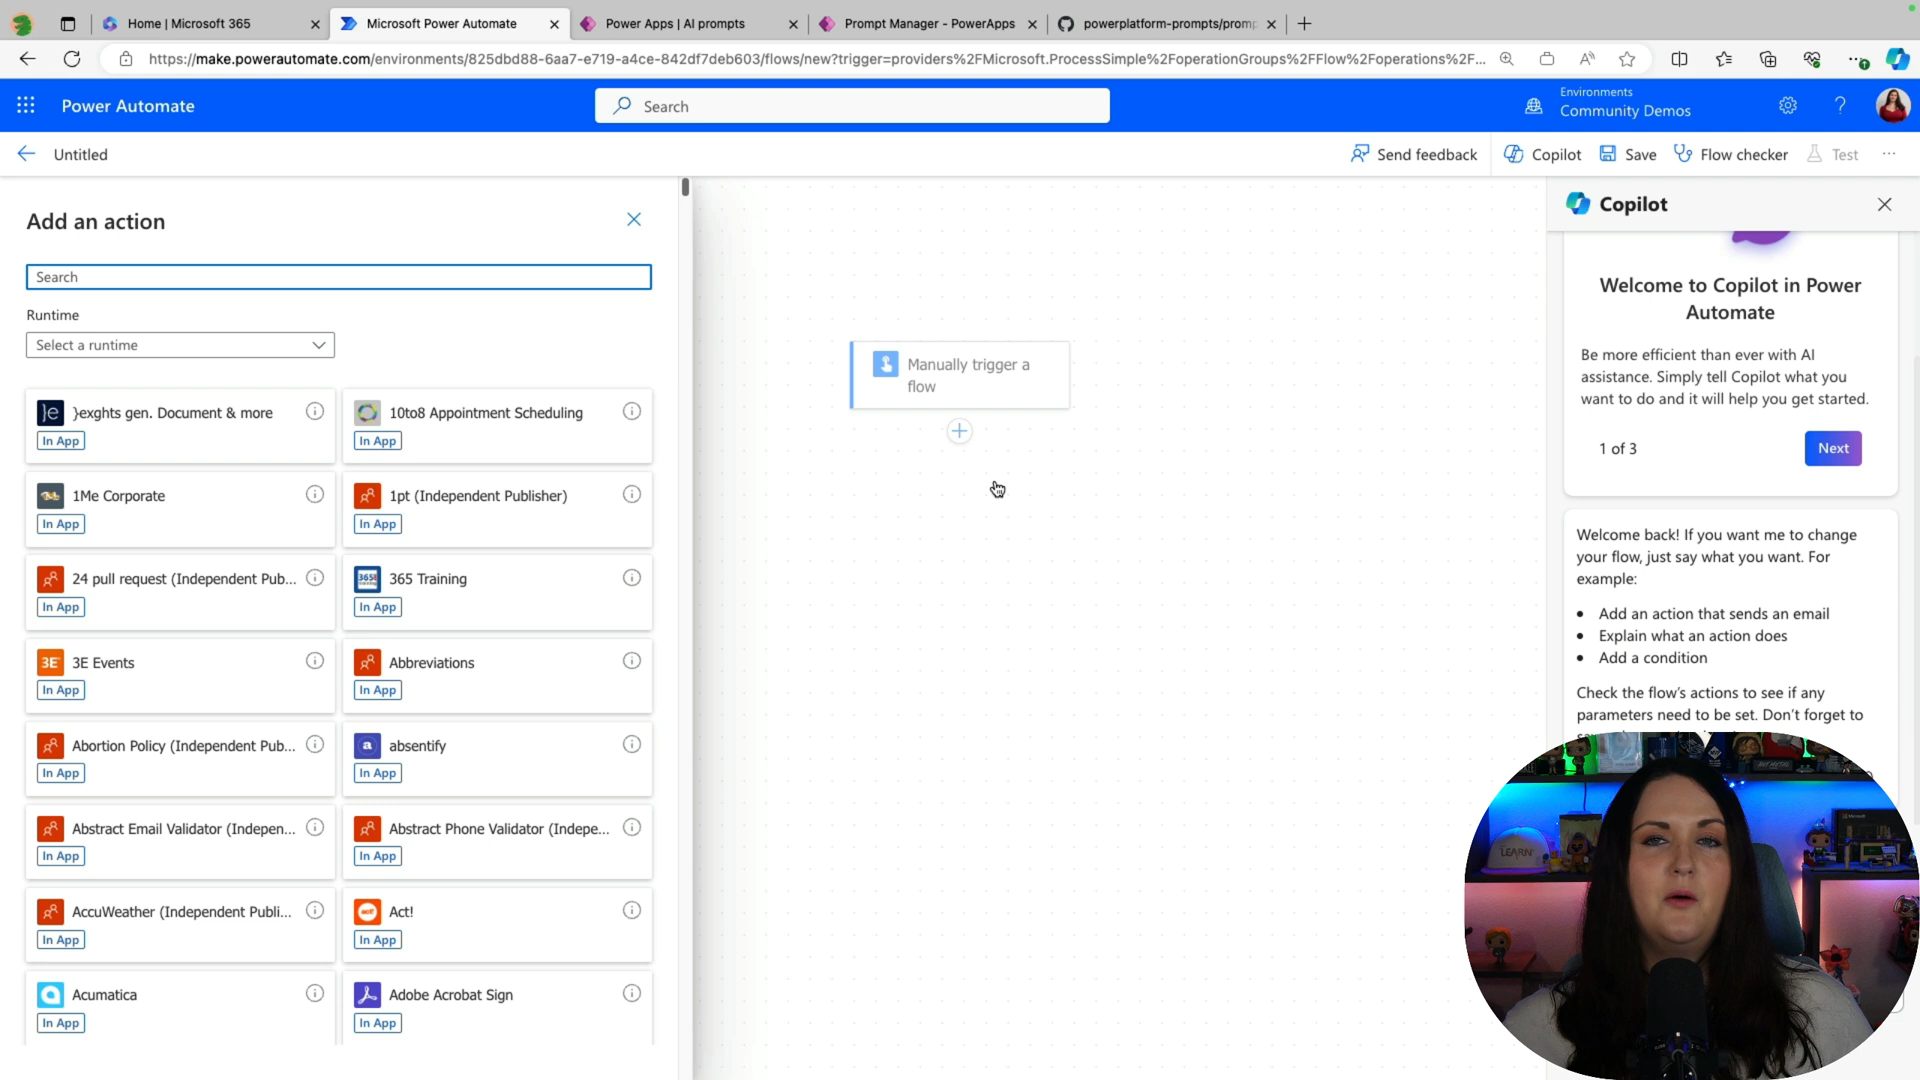 Home | Microsoft 365
Microsoft Power Automate
Power Apps | AI prompts
Prompt Manager - PowerApps
powerplatform-prompts/promp
https://make.powerautomate.com/environments/825dbd88-6aa7-e719-a4ce-842df7deb603/flows/new?trigger=providers%2FMicrosoft.ProcessSimple%2FoperationGroups%2FFlow%2Foperations%2F...
Power Automate
Search
Environments
Community Demos
Untitled
Send feedback
Copilot
Save
Flow checker
Test
Add an action
Search
Runtime
Select a runtime
}exghts gen. Document & more
In App
10to8 Appointment Scheduling
In App
1Me Corporate
In App
1pt (Independent Publisher)
In App
24 pull request (Independent Pub...
In App
365 Training
In App
3E Events
In App
Abbreviations
In App
Abortion Policy (Independent Pub...
In App
absentify
In App
Abstract Email Validator (Indepen...
In App
Abstract Phone Validator (Indepe...
In App
AccuWeather (Independent Publi...
In App
Act!
In App
Acumatica
In App
Adobe Acrobat Sign
In App
Manually trigger a
flow
Copilot
Welcome to Copilot in Power
Automate
Be more efficient than ever with AI
assistance. Simply tell Copilot what you
want to do and it will help you get started.
1 of 3
Next
Welcome back! If you want me to change
your flow, just say what you want. For
example:
• Add an action that sends an email
• Explain what an action does
• Add a condition
Check the flow's actions to see if any
parameters need to be set. Don't forget to
LEARN